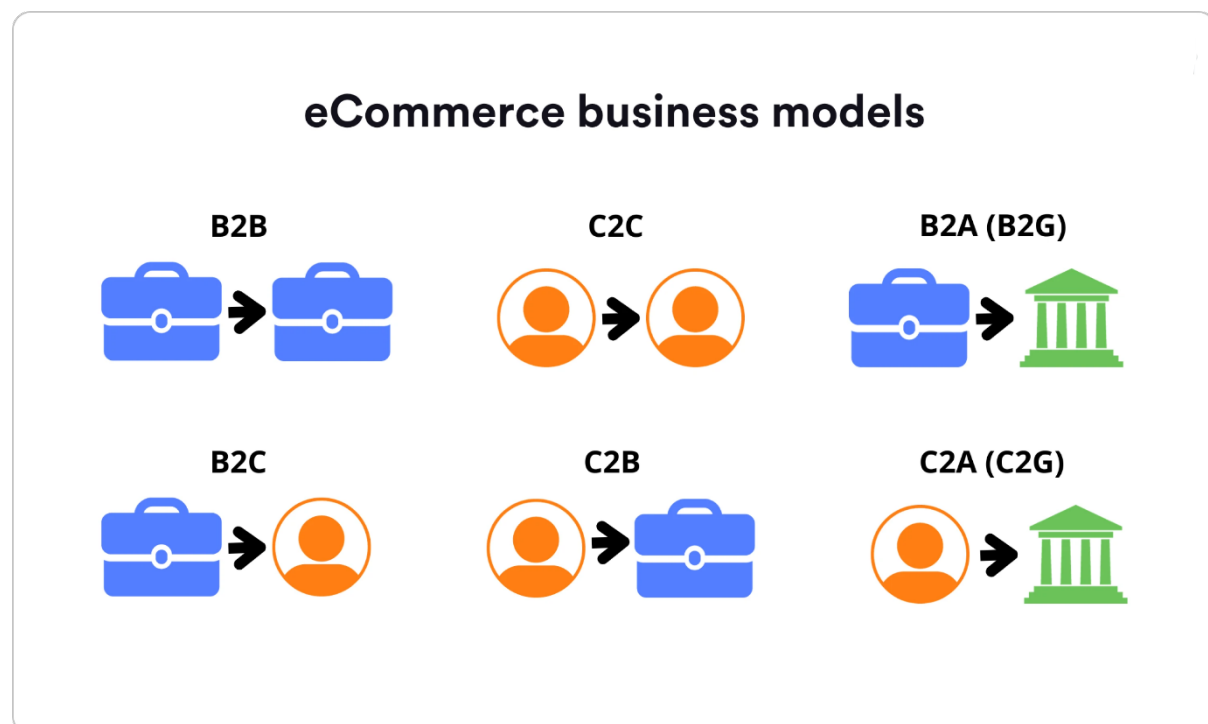 eCommerce business models
B2B
C2C
B2A (B2G)
B2C
C2B
C2A (C2G)